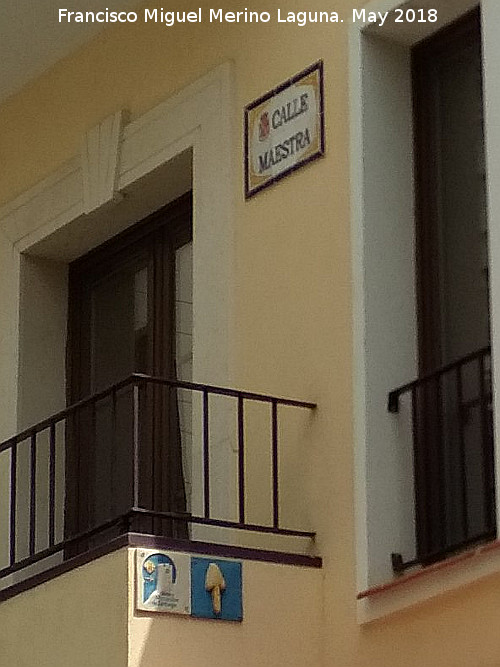 Francisco Miguel Merino Laguna. May 2018
CALLE
MAESTRA